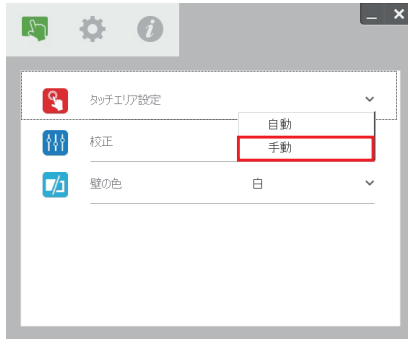 タッチエリア設定
自動
校正
手動
壁の色
白